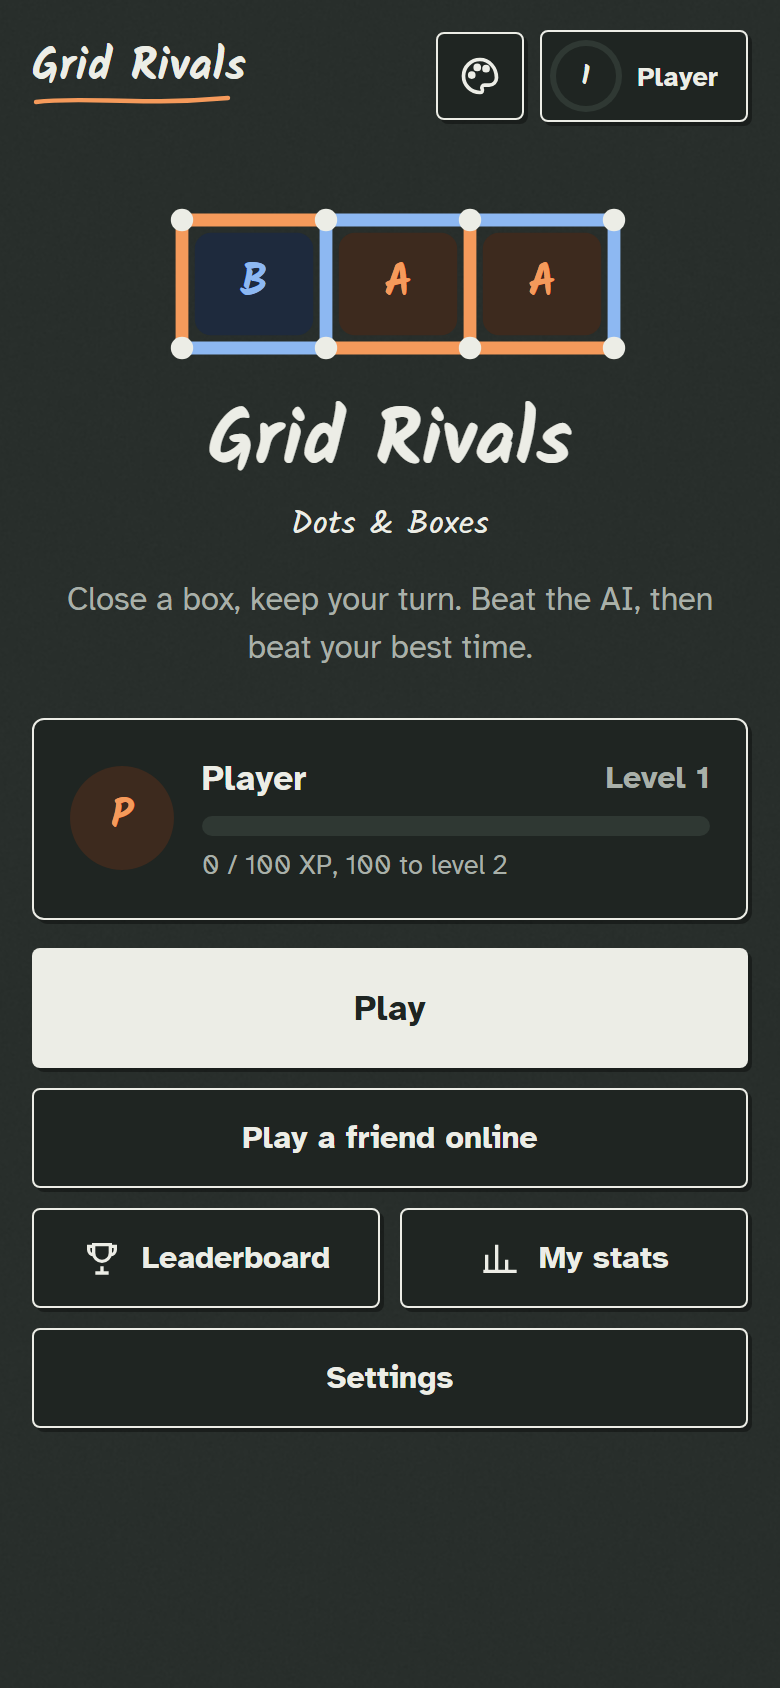 Grid Rivals
1 Player
B A A
Grid Rivals
Dots & Boxes
Close a box, keep your turn. Beat the AI, then
beat your best time.
P
Player Level 1
0 / 100 XP, 100 to level 2
Play
Play a friend online
Leaderboard My stats
Settings